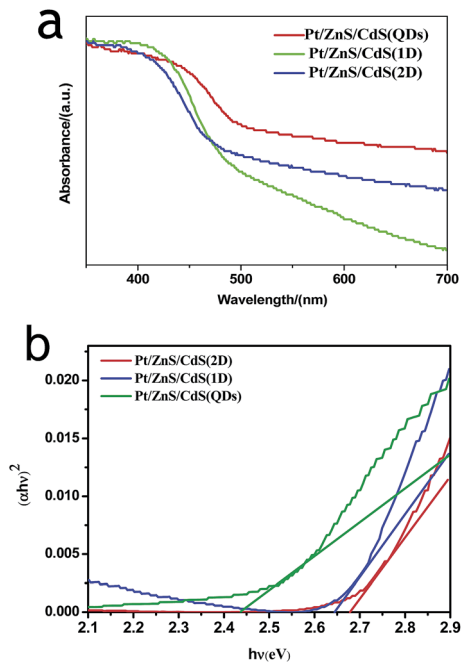 a
Pt/ZnS/CdS(QDs)
Pt/ZnS/CdS(1D)
Pt/ZnS/CdS(2D)
Absorbance/(a.u.)
400 500 600 700
Wavelength/(nm)
b
Pt/ZnS/CdS(2D)
Pt/ZnS/CdS(1D)
Pt/ZnS/CdS(QDs)
(αhν)²
0.020
0.015
0.010
0.005
0.000
2.1 2.2 2.3 2.4 2.5 2.6 2.7 2.8 2.9
hν(eV)